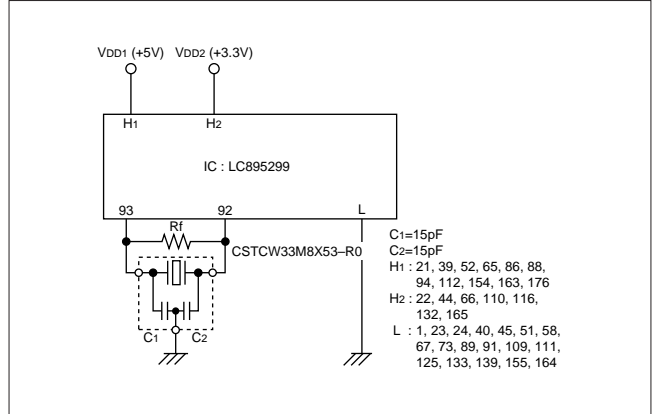 VDD1 (+5V) VDD2 (+3.3V)
H1 H2
IC : LC895299
93 92 L
Rf
CSTCW33M8X53–R0
C1 C2
C1=15pF
C2=15pF
H1 : 21, 39, 52, 65, 86, 88,
94, 112, 154, 163, 176
H2 : 22, 44, 66, 110, 116,
132, 165
L : 1, 23, 24, 40, 45, 51, 58,
67, 73, 89, 91, 109, 111,
125, 133, 139, 155, 164